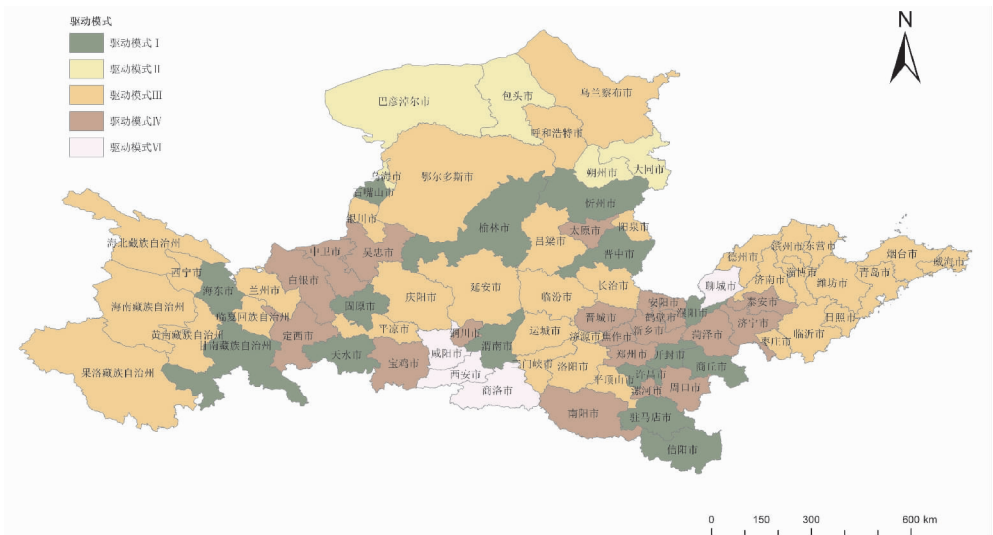 驱动模式
驱动模式 I
驱动模式 II
驱动模式III
驱动模式IV
驱动模式VI
N
巴彦淖尔市
包头市
乌兰察布市
呼和浩特市
乌海市
鄂尔多斯市
朔州市
大同市
石嘴山市
忻州市
银川市
榆林市
吕梁市
太原市
阳泉市
晋中市
海北藏族自治州
中卫市
吴忠市
德州市
滨州市
东营市
烟台市
威海市
西宁市
海东市
兰州市
白银市
固原市
庆阳市
延安市
临汾市
长治市
聊城市
济南市
淄博市
潍坊市
青岛市
海南藏族自治州
临夏回族自治州
安阳市
濮阳市
泰安市
日照市
黄南藏族自治州
甘南藏族自治州
定西市
平凉市
铜川市
运城市
晋城市
鹤壁市
新乡市
菏泽市
济宁市
临沂市
枣庄市
果洛藏族自治州
天水市
宝鸡市
咸阳市
渭南市
济源市
焦作市
郑州市
开封市
商丘市
西安市
商洛市
门峡市
洛阳市
平顶山市
许昌市
周口市
漯河市
南阳市
驻马店市
信阳市
0 150 300 600 km